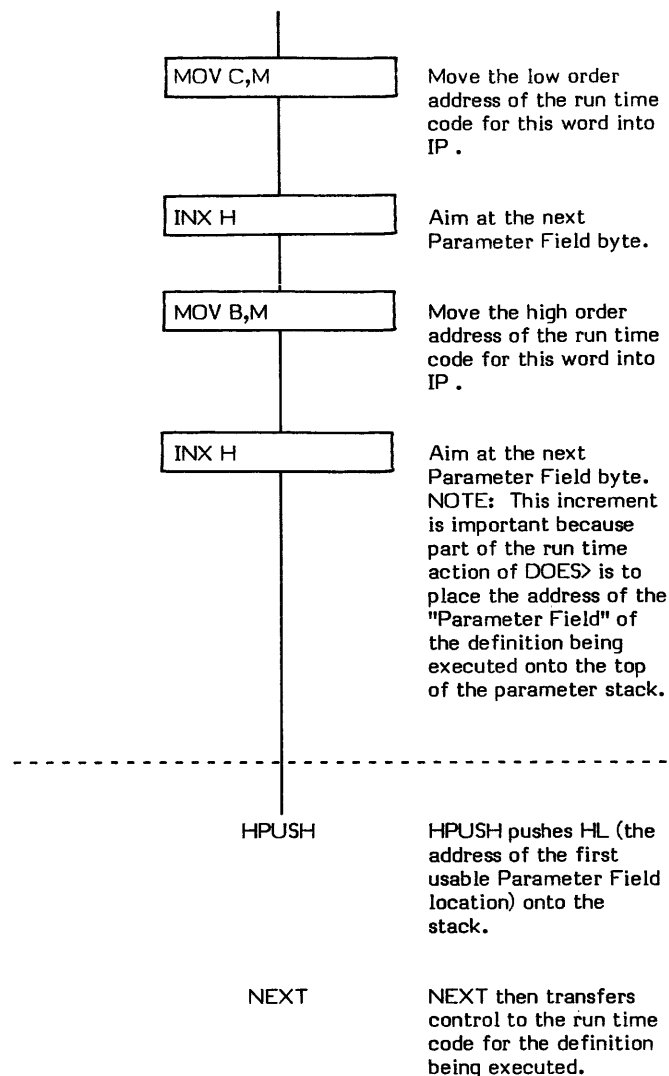 MOV C,M
Move the low order
address of the run time
code for this word into
IP .
INX H
Aim at the next
Parameter Field byte.
MOV B,M
Move the high order
address of the run time
code for this word into
IP .
INX H
Aim at the next
Parameter Field byte.
NOTE: This increment
is important because
part of the run time
action of DOES> is to
place the address of the
"Parameter Field" of
the definition being
executed onto the top
of the parameter stack.
HPUSH
HPUSH pushes HL (the
address of the first
usable Parameter Field
location) onto the
stack.
NEXT
NEXT then transfers
control to the run time
code for the definition
being executed.